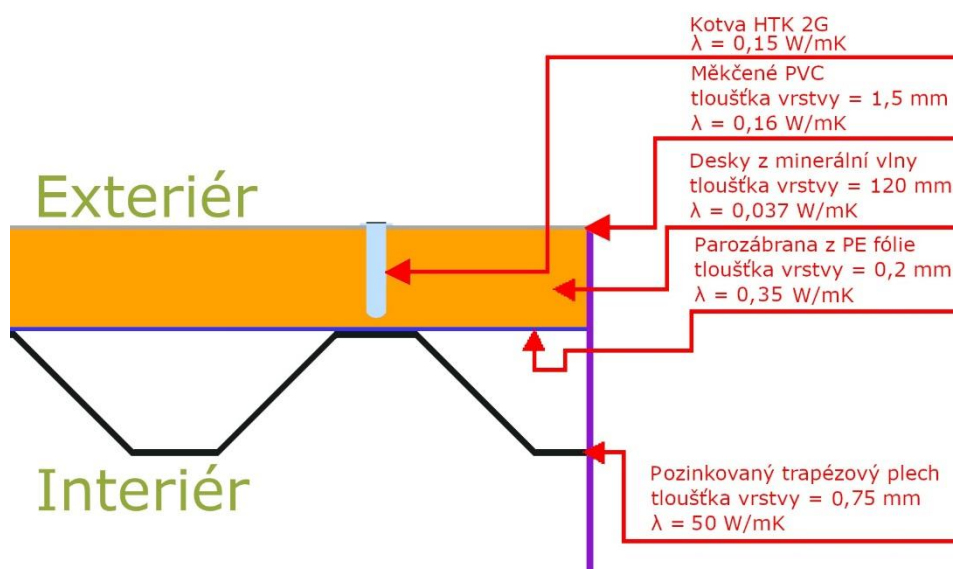 Kotva HTK 2G
λ = 0,15 W/mK
Měkčené PVC
tloušťka vrstvy = 1,5 mm
λ = 0,16 W/mK
Desky z minerální vlny
tloušťka vrstvy = 120 mm
λ = 0,037 W/mK
Parozábrana z PE fólie
tloušťka vrstvy = 0,2 mm
λ = 0,35 W/mK
Exteriér
Interiér
Pozinkovaný trapézový plech
tloušťka vrstvy = 0,75 mm
λ = 50 W/mK